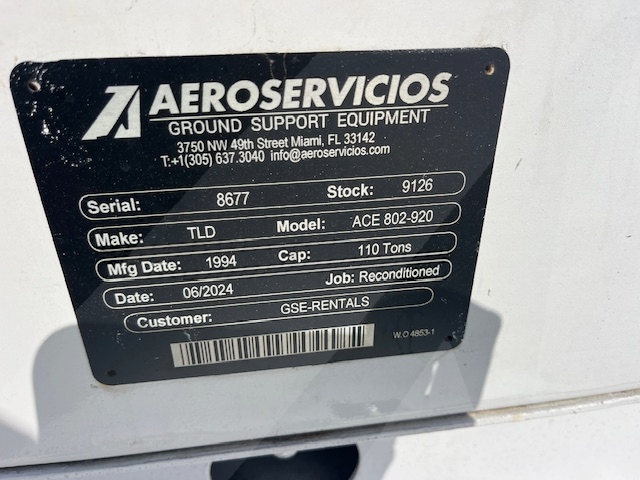 AEROSERVICIOS
GROUND SUPPORT EQUIPMENT
3750 NW 49th Street Miami, FL 33142
T:+1(305) 637.3040 info@aeroservicios.com
Serial: 8677 Stock: 9126
Make: TLD Model: ACE 802-920
Mfg Date: 1994 Cap: 110 Tons
Date: 06/2024 Job: Reconditioned
Customer: GSE-RENTALS
W.O 4853-1